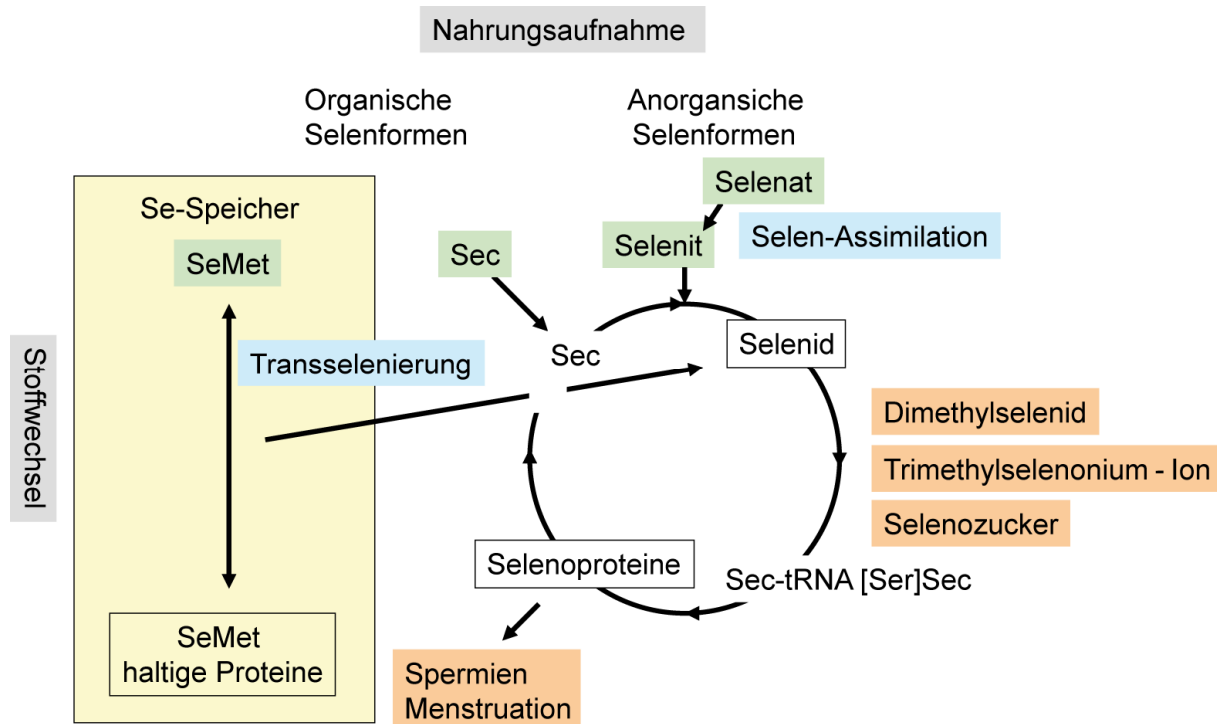 Nahrungsaufnahme
Organische
Selenformen
Anorgansiche
Selenformen
Selenat
Se-Speicher
Selen-Assimilation
Selenit
Sec
SeMet
Selenid
Sec
Transselenierung
Stoffwechsel
Dimethylselenid
Trimethylselenonium - Ion
Selenozucker
Selenoproteine
Sec-tRNA [Ser]Sec
SeMet
haltige Proteine
Spermien
Menstruation